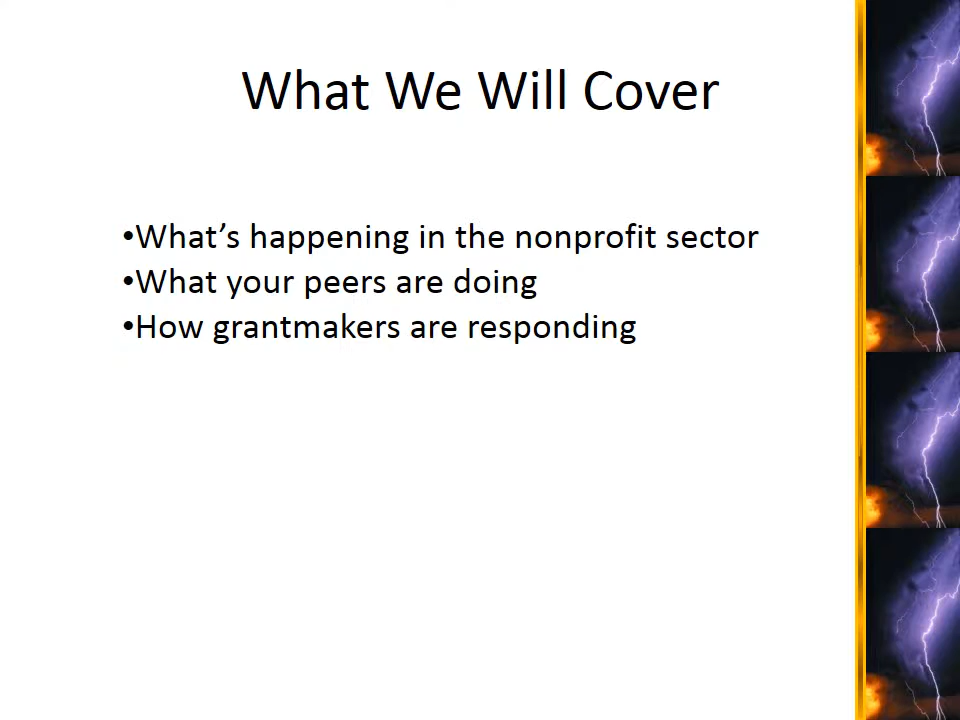 What We Will Cover
•What’s happening in the nonprofit sector
•What your peers are doing
•How grantmakers are responding